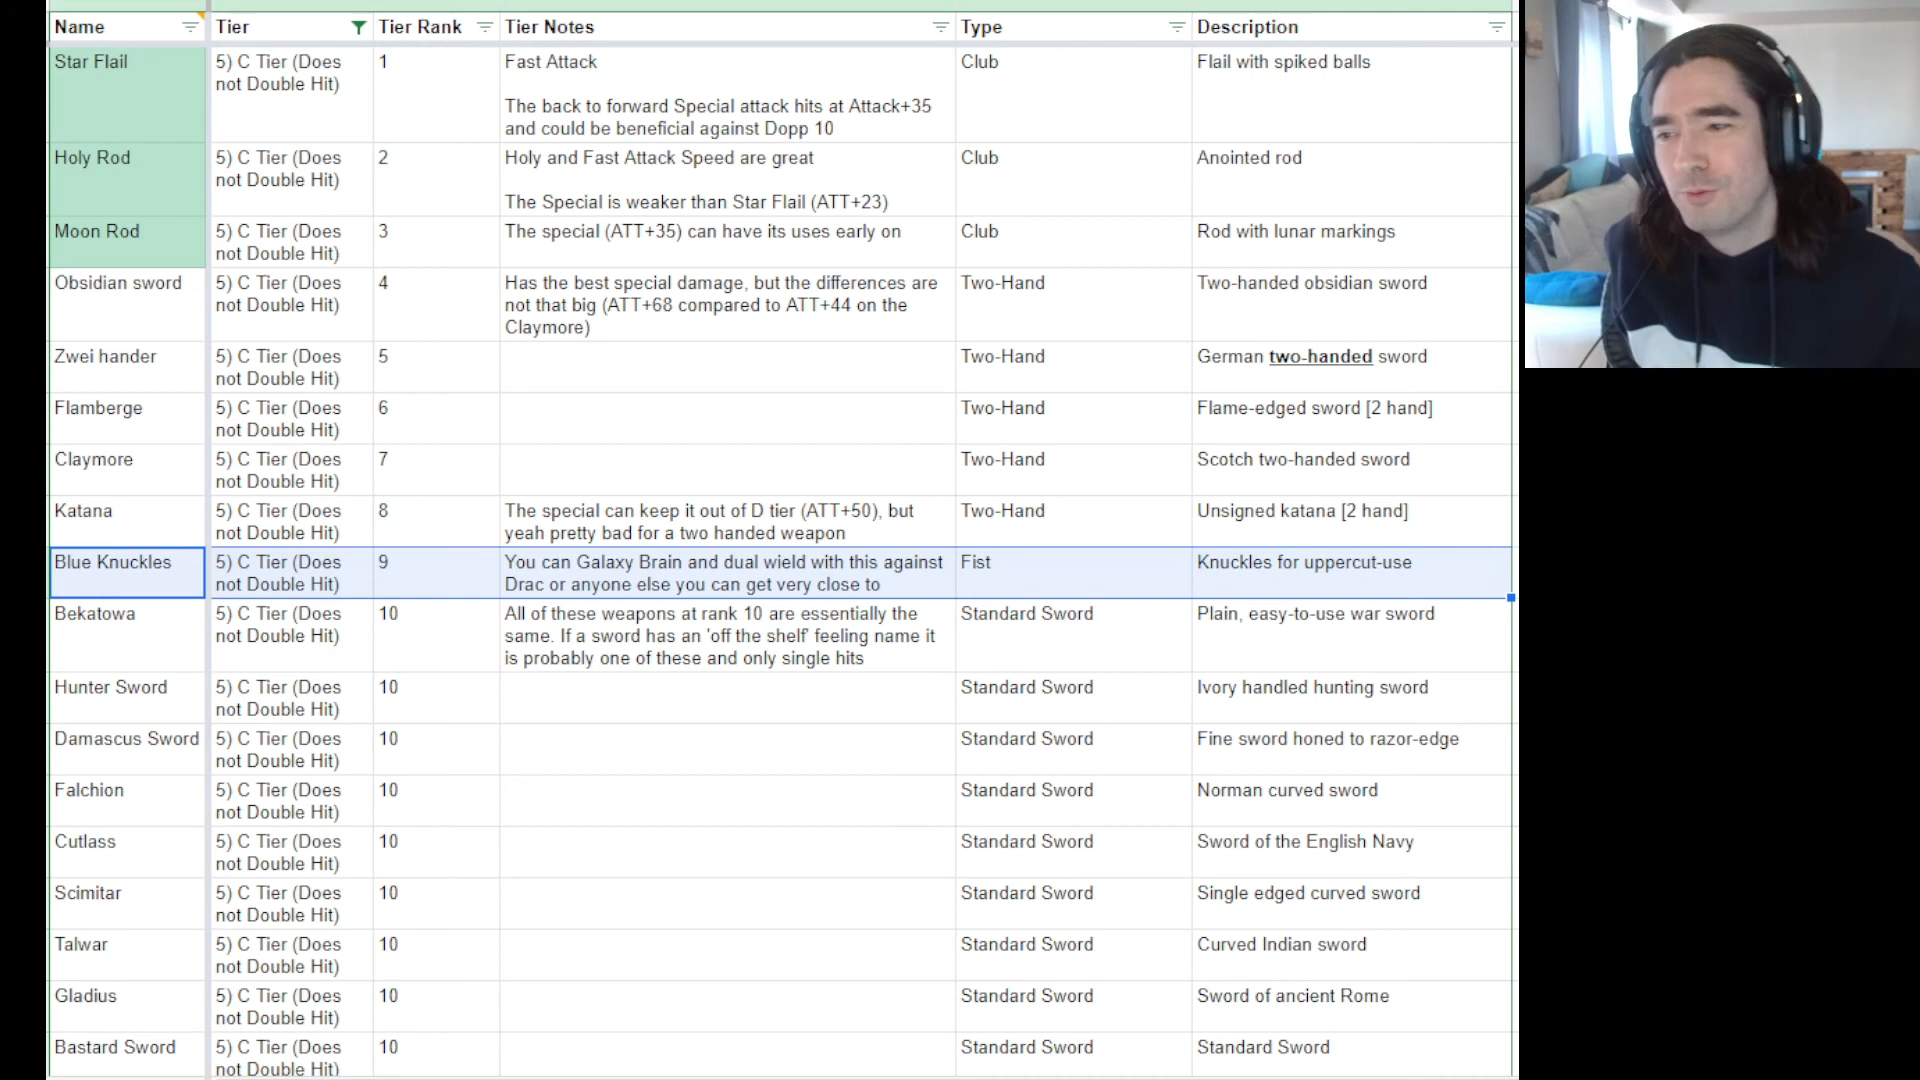 Name Tier Tier Rank Tier Notes Type Description
Star Flail 5) C Tier (Does 1 Fast Attack Club Flail with spiked balls
not Double Hit)
The back to forward Special attack hits at Attack+35
and could be beneficial against Dopp 10
Holy Rod 5) C Tier (Does 2 Holy and Fast Attack Speed are great Club Anointed rod
not Double Hit)
The Special is weaker than Star Flail (ATT+23)
Moon Rod 5) C Tier (Does 3 The special (ATT+35) can have its uses early on Club Rod with lunar markings
not Double Hit)
Obsidian sword 5) C Tier (Does 4 Has the best special damage, but the differences are Two-Hand Two-handed obsidian sword
not Double Hit) not that big (ATT+68 compared to ATT+44 on the
Claymore)
Zwei hander 5) C Tier (Does 5 Two-Hand German two-handed sword
not Double Hit)
Flamberge 5) C Tier (Does 6 Two-Hand Flame-edged sword [2 hand]
not Double Hit)
Claymore 5) C Tier (Does 7 Two-Hand Scotch two-handed sword
not Double Hit)
Katana 5) C Tier (Does 8 The special can keep it out of D tier (ATT+50), but Two-Hand Unsigned katana [2 hand]
not Double Hit) yeah pretty bad for a two handed weapon
Blue Knuckles 5) C Tier (Does 9 You can Galaxy Brain and dual wield with this against Fist Knuckles for uppercut-use
not Double Hit) Drac or anyone else you can get very close to
Bekatowa 5) C Tier (Does 10 All of these weapons at rank 10 are essentially the Standard Sword Plain, easy-to-use war sword
not Double Hit) same. If a sword has an 'off the shelf' feeling name it
is probably one of these and only single hits
Hunter Sword 5) C Tier (Does 10 Standard Sword Ivory handled hunting sword
not Double Hit)
Damascus Sword 5) C Tier (Does 10 Standard Sword Fine sword honed to razor-edge
not Double Hit)
Falchion 5) C Tier (Does 10 Standard Sword Norman curved sword
not Double Hit)
Cutlass 5) C Tier (Does 10 Standard Sword Sword of the English Navy
not Double Hit)
Scimitar 5) C Tier (Does 10 Standard Sword Single edged curved sword
not Double Hit)
Talwar 5) C Tier (Does 10 Standard Sword Curved Indian sword
not Double Hit)
Gladius 5) C Tier (Does 10 Standard Sword Sword of ancient Rome
not Double Hit)
Bastard Sword 5) C Tier (Does 10 Standard Sword Standard Sword
not Double Hit)